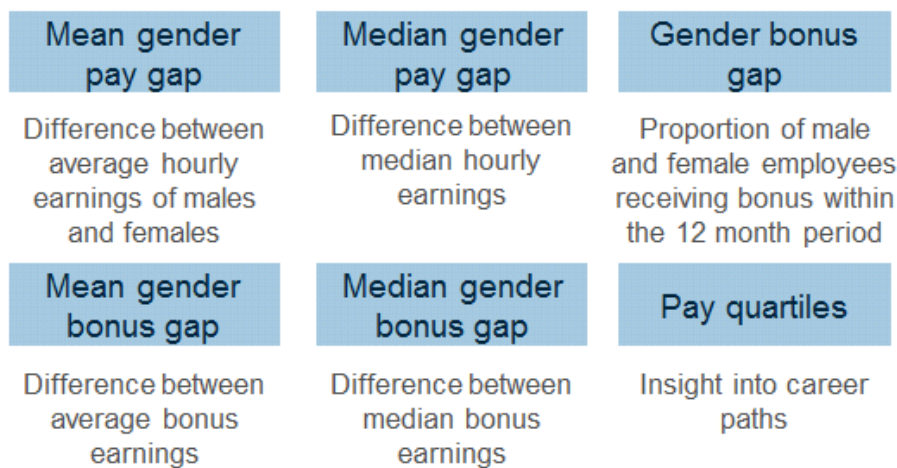 Mean gender
pay gap
Difference between
average hourly
earnings of males
and females
Median gender
pay gap
Difference between
median hourly
earnings
Gender bonus
gap
Proportion of male
and female employees
receiving bonus within
the 12 month period
Mean gender
bonus gap
Difference between
average bonus
earnings
Median gender
bonus gap
Difference between
median bonus
earnings
Pay quartiles
Insight into career
paths